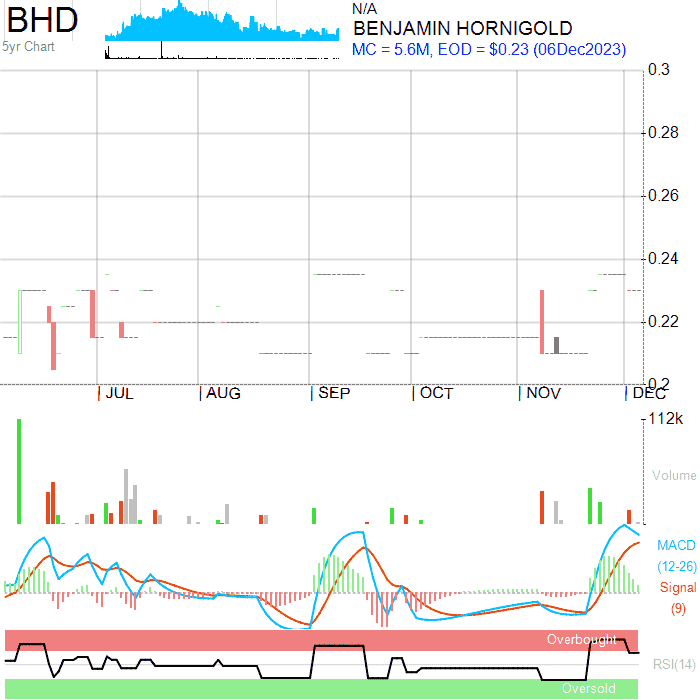 BHD
5yr Chart
N/A
BENJAMIN HORNIGOLD
MC = 5.6M, EOD = $0.23 (06Dec2023)
0.3
0.28
0.26
0.24
0.22
0.2
JUL AUG SEP OCT NOV DEC
112k
Volume
MACD
(12-26)
Signal
(9)
Overbought
RSI(14)
Oversold